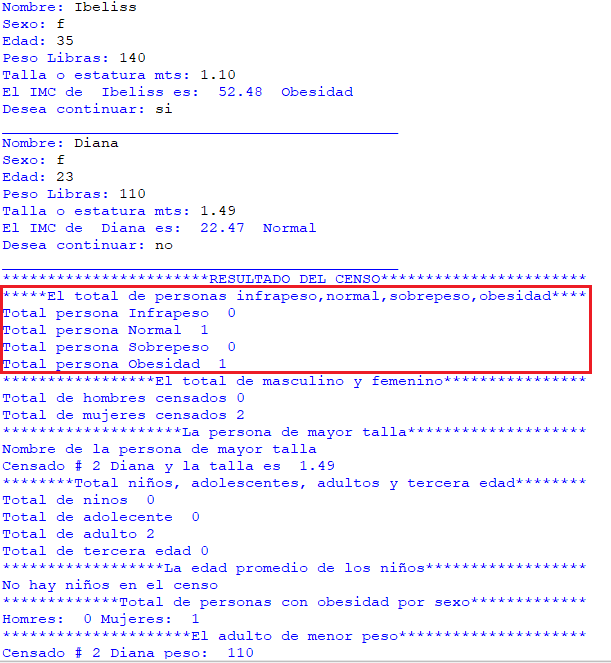 Nombre: Ibeliss
Sexo: f
Edad: 35
Peso Libras: 140
Talla o estatura mts: 1.10
El IMC de  Ibeliss es:  52.48  Obesidad
Desea continuar: si
____________________________________________
Nombre: Diana
Sexo: f
Edad: 23
Peso Libras: 110
Talla o estatura mts: 1.49
El IMC de  Diana es:  22.47  Normal
Desea continuar: no
____________________________________________
***********************RESULTADO DEL CENSO***********************
*****El total de personas infrapeso,normal,sobrepeso,obesidad****
Total persona Infrapeso  0
Total persona Normal  1
Total persona Sobrepeso  0
Total persona Obesidad  1
*****************El total de masculino y femenino****************
Total de hombres censados 0
Total de mujeres censados 2
********************La persona de mayor talla********************
Nombre de la persona de mayor talla
Censado # 2 Diana y la talla es  1.49
********Total niños, adolescentes, adultos y tercera edad********
Total de ninos  0
Total de adolecente  0
Total de adulto 2
Total de tercera edad 0
******************La edad promedio de los niños******************
No hay niños en el censo
*************Total de personas con obesidad por sexo*************
Homres:  0 Mujeres:  1
*********************El adulto de menor peso*********************
Censado # 2 Diana peso:  110